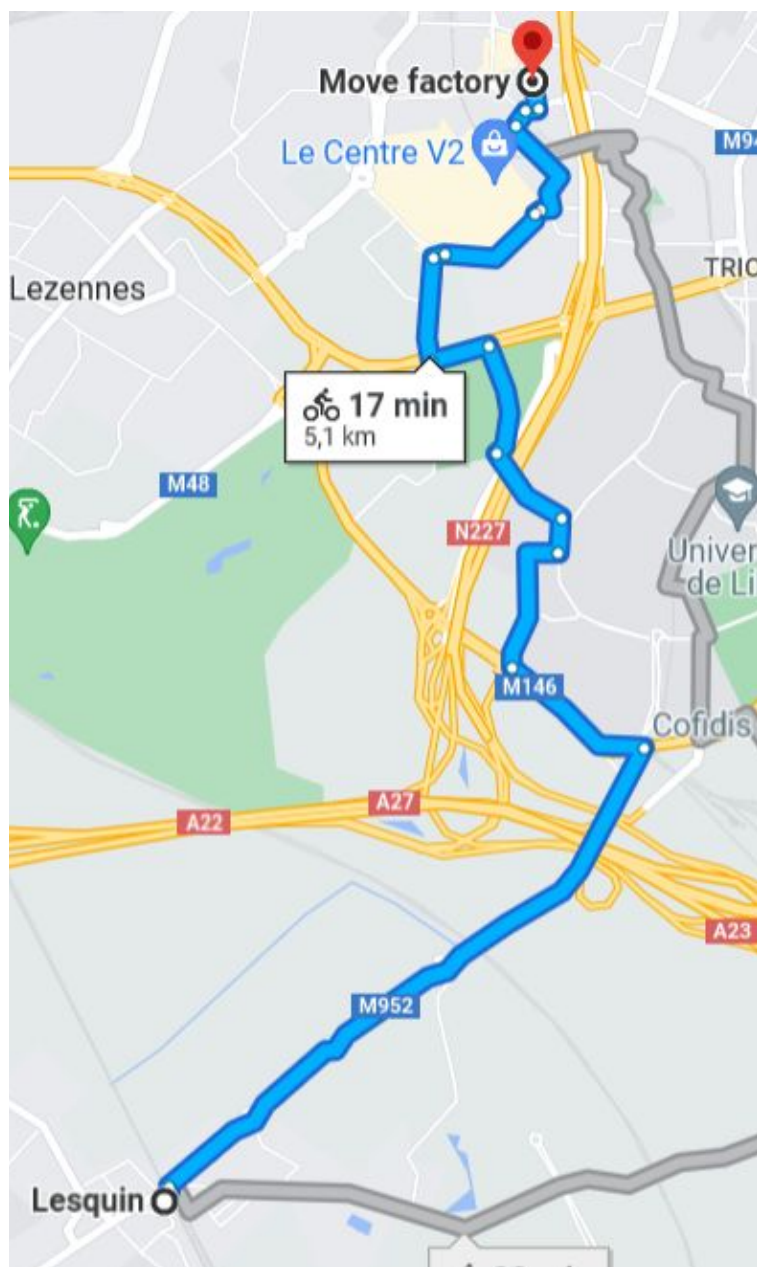 Move factory
Le Centre V2
M94
TRIC
Lezennes
17 min
5,1 km
M48
N227
Univer
de Li
M146
Cofidis
A27
A22
A23
M952
Lesquin